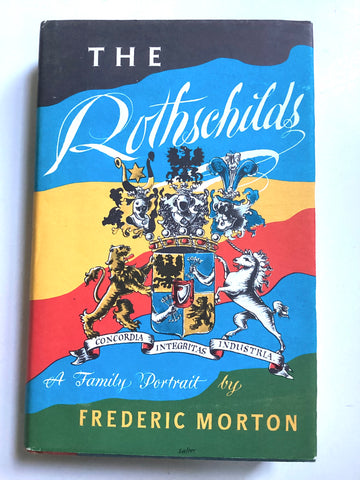 THE
Rothschilds
CONCORDIA INTEGRITAS INDUSTRIA
A Family Portrait by
FREDERIC MORTON